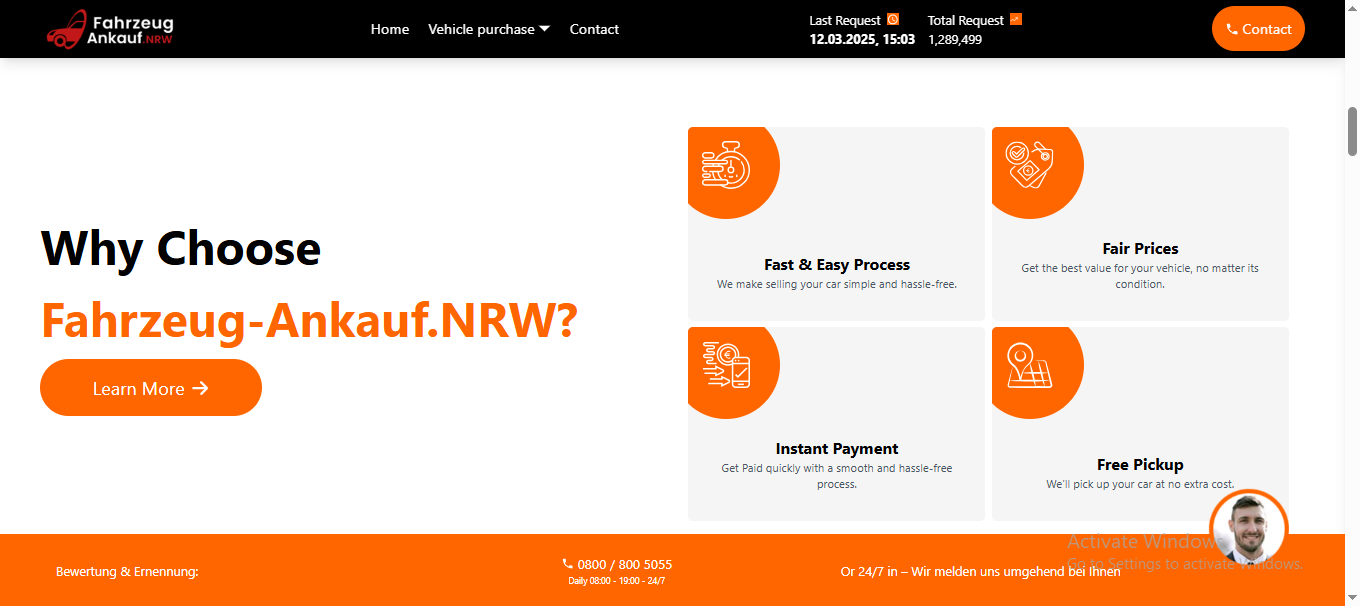 Fahrzeug
Ankauf.NRW
Home
Vehicle purchase
Contact
Last Request
12.03.2025, 15:03
Total Request
1,289,499
Contact
Why Choose
Fahrzeug-Ankauf.NRW?
Learn More →
Fast & Easy Process
We make selling your car simple and hassle-free.
Fair Prices
Get the best value for your vehicle, no matter its
condition.
Instant Payment
Get Paid quickly with a smooth and hassle-free
process.
Free Pickup
We'll pick up your car at no extra cost.
Bewertung & Ernennung:
0800 / 800 5055
Daily 08:00 - 19:00 - 24/7
Or 24/7 in – Wir melden uns umgehend bei Ihnen
Activate Windows
Go to Settings to activate Windows.